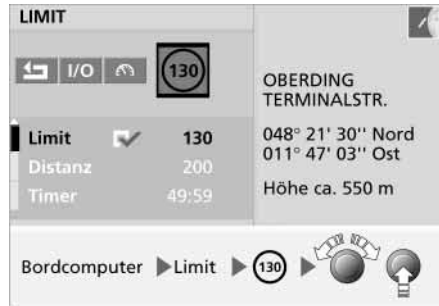 LIMIT
I/O
130
Limit 130
Distanz 200
Timer 49:59
OBERDING
TERMINALSTR.
048° 21' 30'' Nord
011° 47' 03'' Ost
Höhe ca. 550 m
Bordcomputer Limit 130